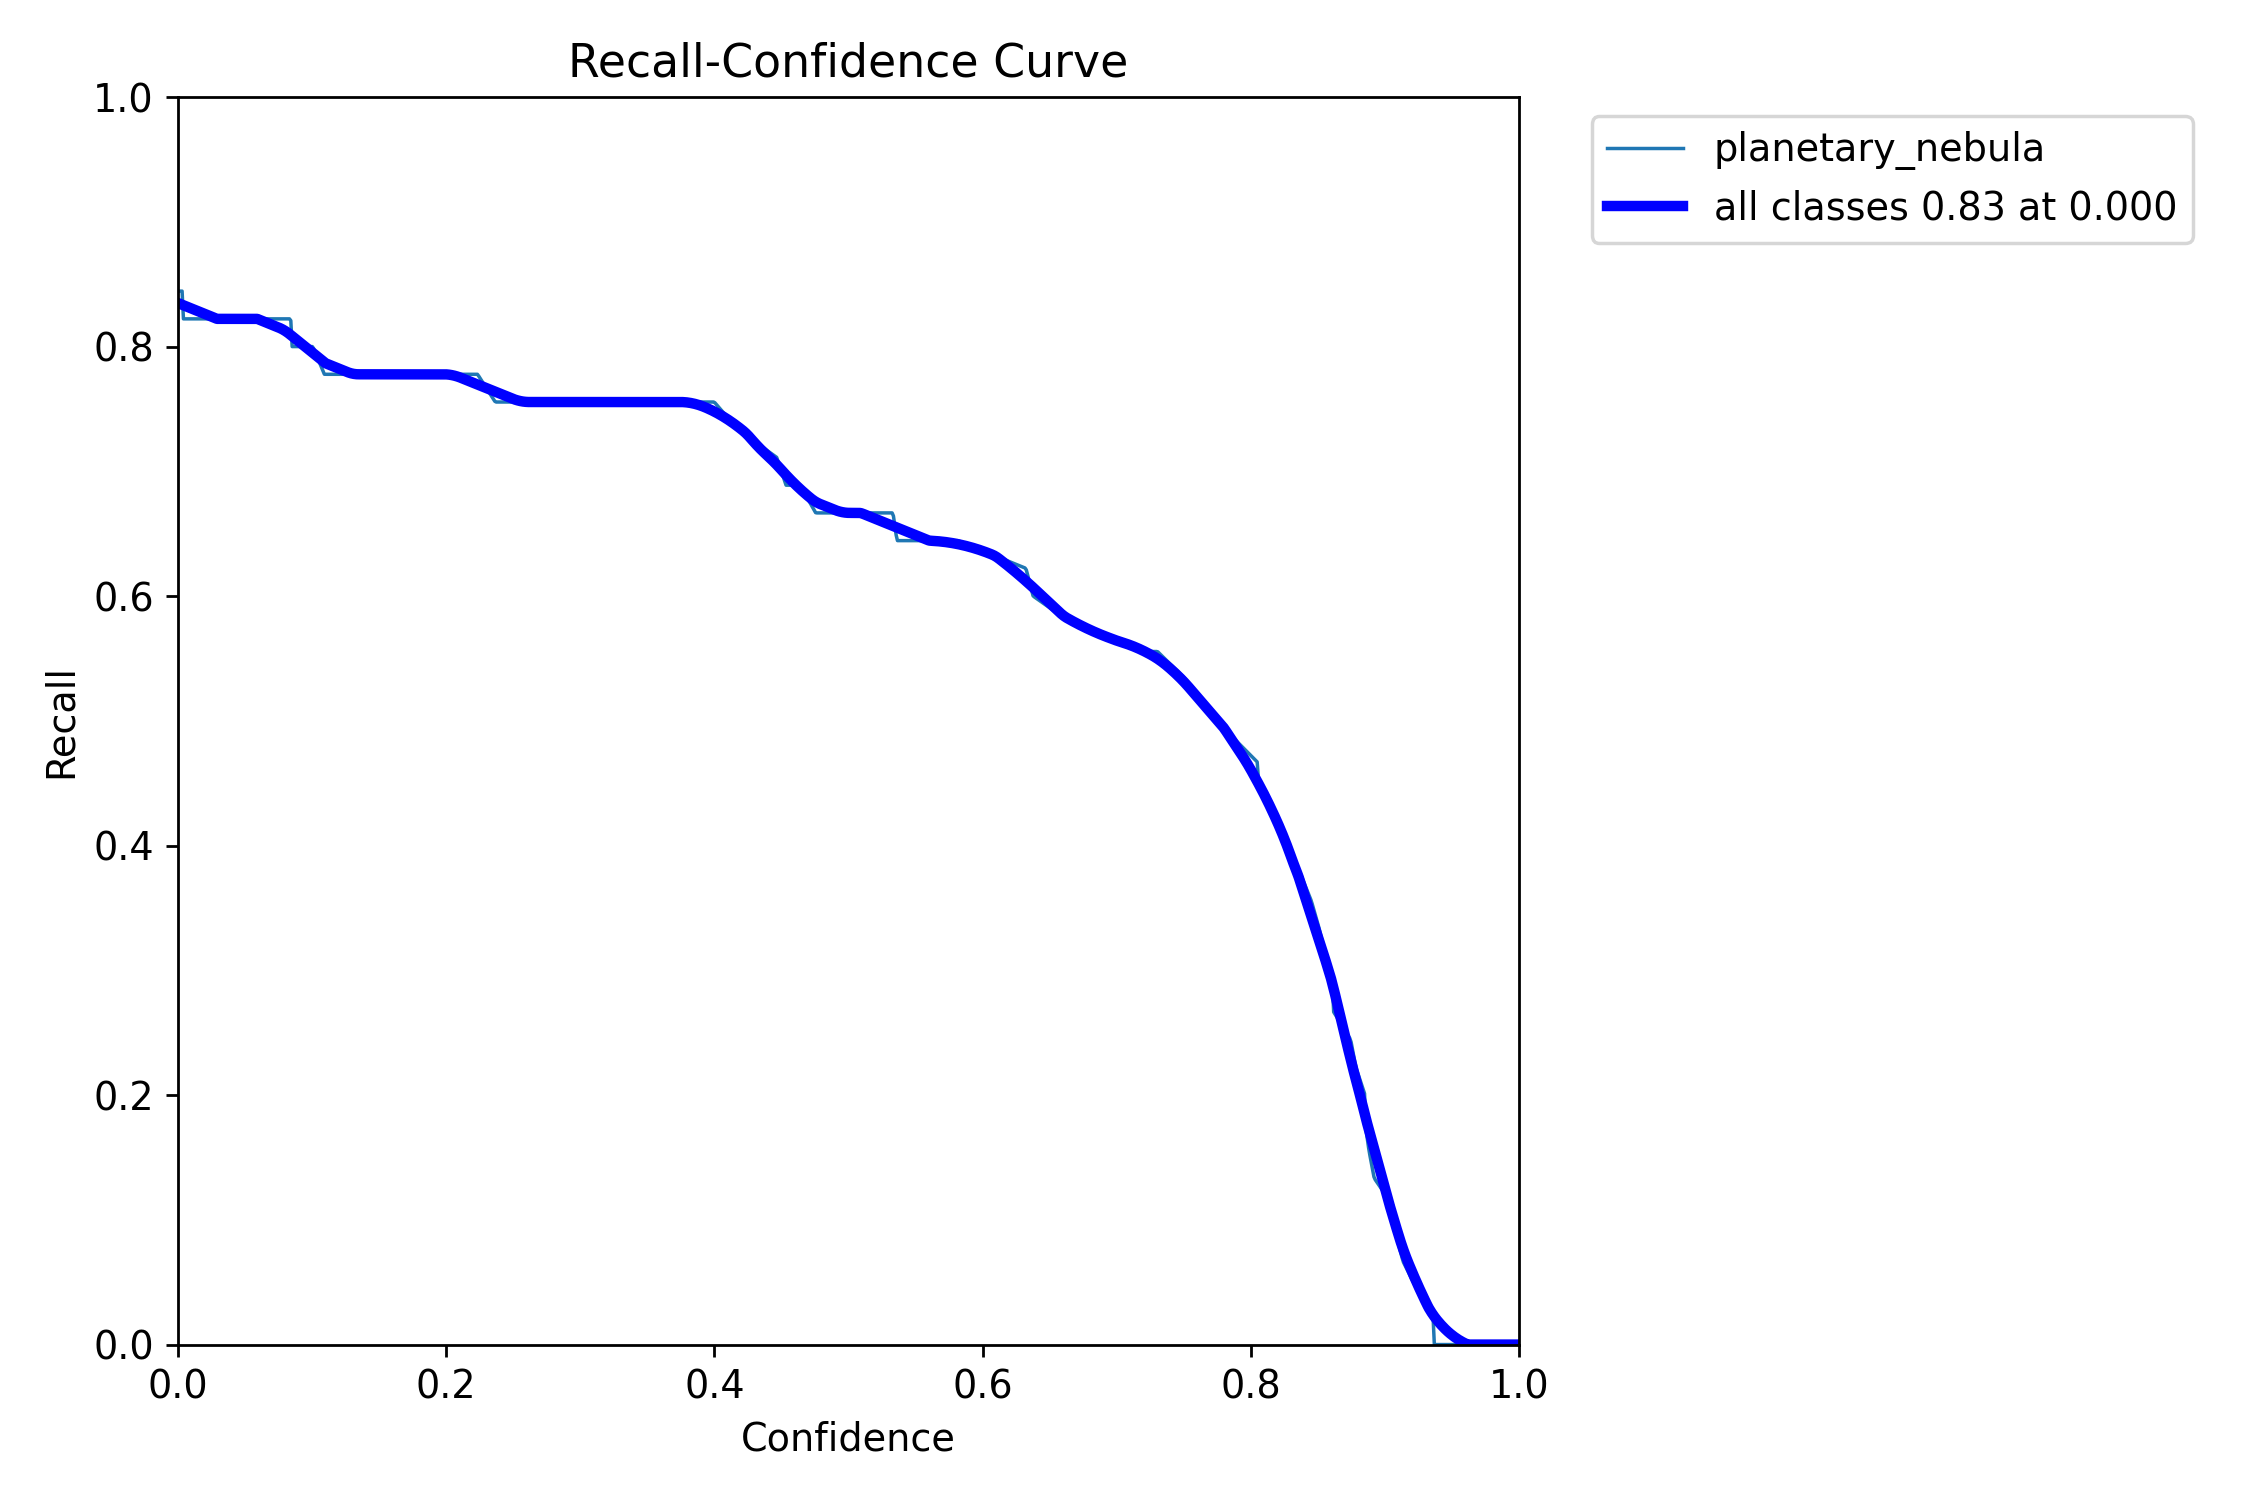 Recall-Confidence Curve
1.0
0.8
0.6
0.4
0.2
0.0
Recall
0.0 0.2 0.4 0.6 0.8 1.0
Confidence
planetary_nebula
all classes 0.83 at 0.000